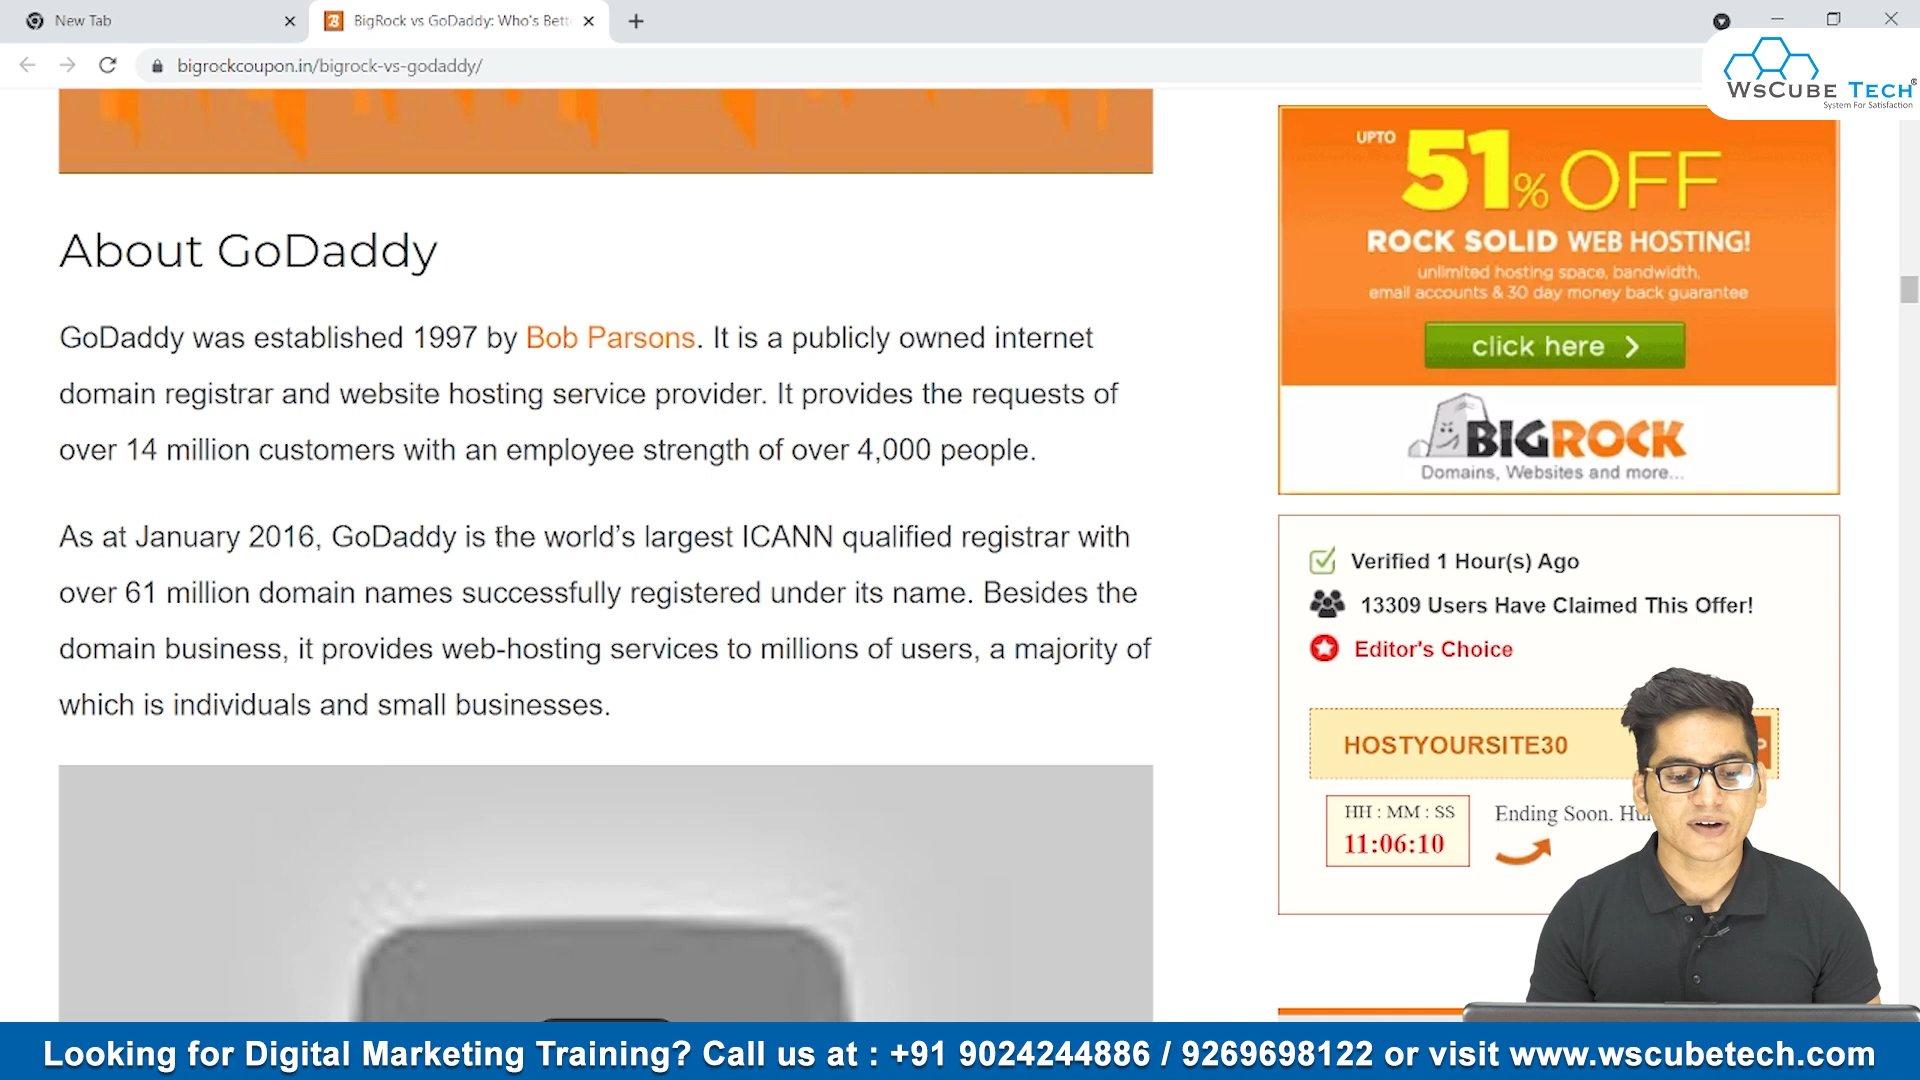 New Tab
BigRock vs GoDaddy: Who's Bett
bigrockcoupon.in/bigrock-vs-godaddy/
WsCube Tech®
System For Satisfaction
About GoDaddy
GoDaddy was established 1997 by Bob Parsons. It is a publicly owned internet
domain registrar and website hosting service provider. It provides the requests of
over 14 million customers with an employee strength of over 4,000 people.
As at January 2016, GoDaddy is the world’s largest ICANN qualified registrar with
over 61 million domain names successfully registered under its name. Besides the
domain business, it provides web-hosting services to millions of users, a majority of
which is individuals and small businesses.
UPTO
51% OFF
ROCK SOLID WEB HOSTING!
unlimited hosting space, bandwidth,
email accounts & 30 day money back guarantee
click here
BIGROCK
Domains, Websites and more...
Verified 1 Hour(s) Ago
13309 Users Have Claimed This Offer!
Editor's Choice
HOSTYOURSITE30
HH : MM : SS
11:06:10
Ending Soon.
Looking for Digital Marketing Training? Call us at : +91 9024244886 / 9269698122 or visit www.wscubetech.com